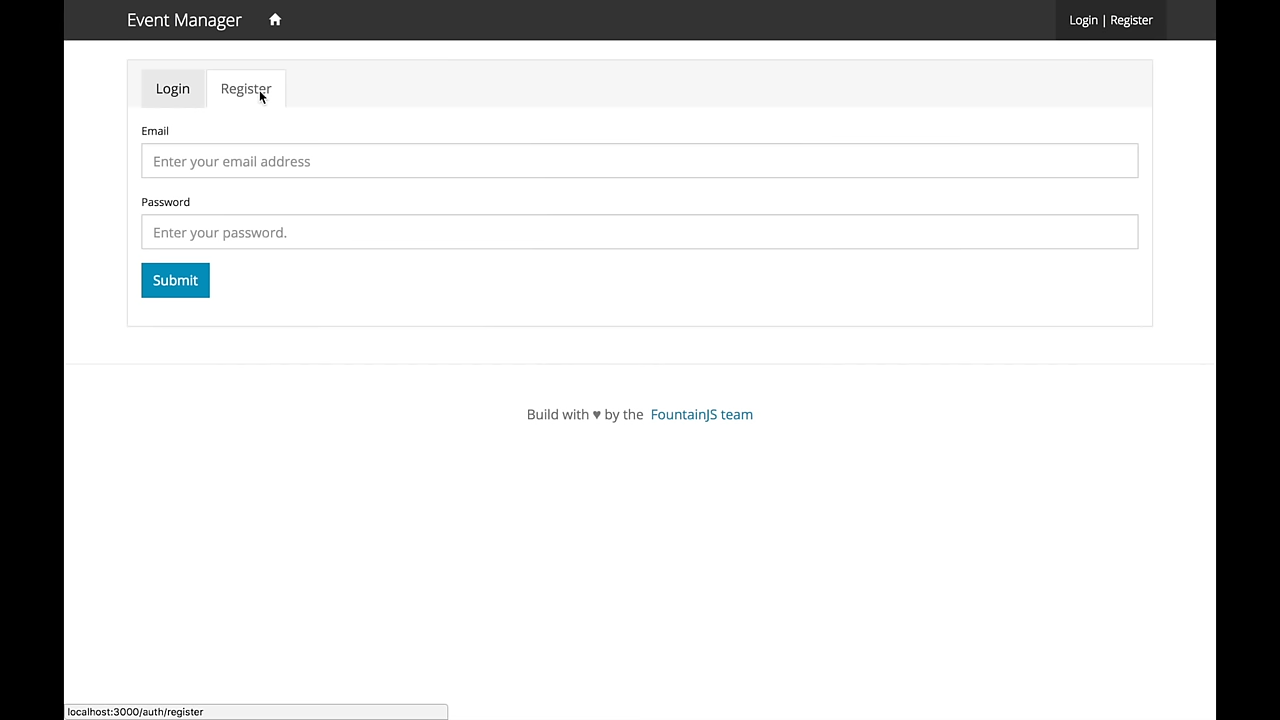 Event Manager
Login | Register
Login Register
Email
Enter your email address
Password
Enter your password.
Submit
Build with ♥ by the FountainJS team
localhost:3000/auth/register